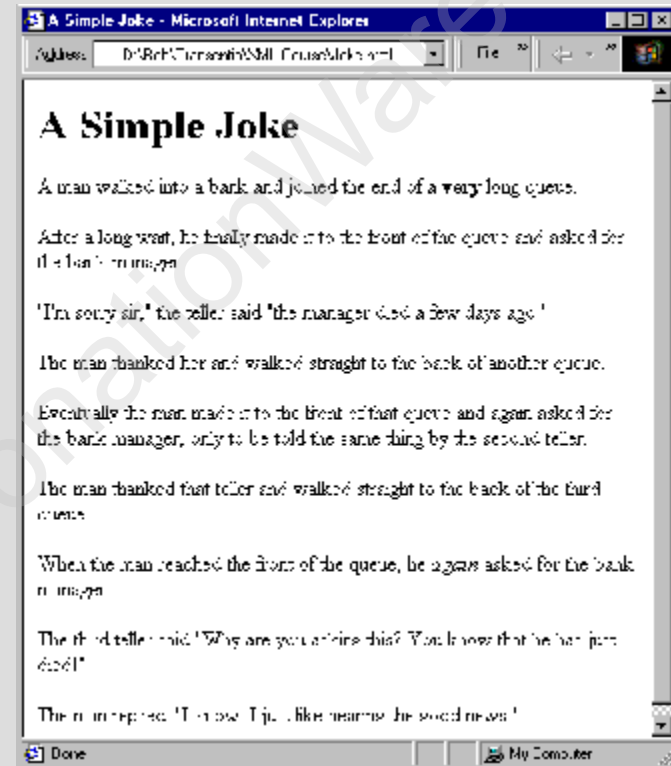 A Simple Joke - Microsoft Internet Explorer
Address
A Simple Joke
A man walked into a bank and joined the end of a very long queue.
After a long wait, he finally made it to the front of the queue and asked for
the bank manager
"I'm sorry sir," the teller said "the manager died a few days ago."
The man thanked her and walked straight to the back of another queue.
Eventually the man made it to the front of that queue and again asked for
the bank manager, only to be told the same thing by the second teller.
The man thanked that teller and walked straight to the back of the third
queue
When the man reached the front of the queue, he again asked for the bank
manager
The third teller said "Why are you asking this? You know that he has just
died!"
The man replied "I know. I just like hearing the good news."
Done
My Computer